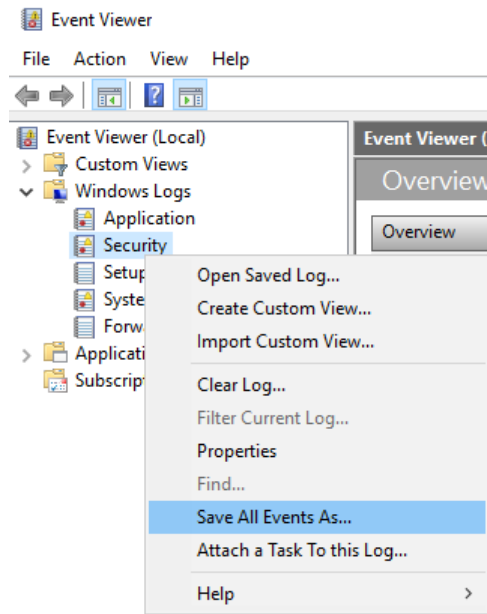 Event Viewer
File Action View Help
Event Viewer (Local)
Custom Views
Windows Logs
Application
Security
Setup
Syste
Forwa
Applicati
Subscrip
Event Viewer (
Overview
Overview
Open Saved Log...
Create Custom View...
Import Custom View...
Clear Log...
Filter Current Log...
Properties
Find...
Save All Events As...
Attach a Task To this Log...
Help